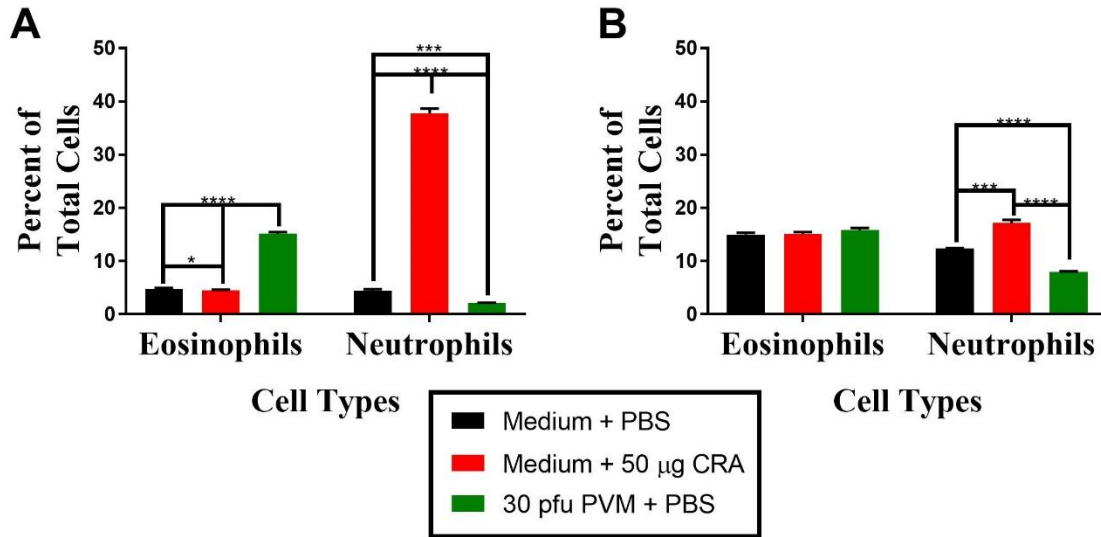 A
Percent of
Total Cells
50
40
30
20
10
0
****
*
***
****
Eosinophils Neutrophils
Cell Types
B
Percent of
Total Cells
50
40
30
20
10
0
****
***
****
Eosinophils Neutrophils
Cell Types
Medium + PBS
Medium + 50 μg CRA
30 pfu PVM + PBS